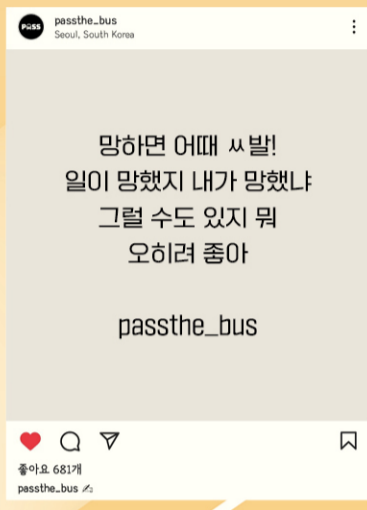 PASS
passthe_bus
Seoul, South Korea
망하면 어때 ㅆ발!
일이 망했지 내가 망했냐
그럴 수도 있지 뭐
오히려 좋아
passthe_bus
좋아요 681개
passthe_bus ✍️